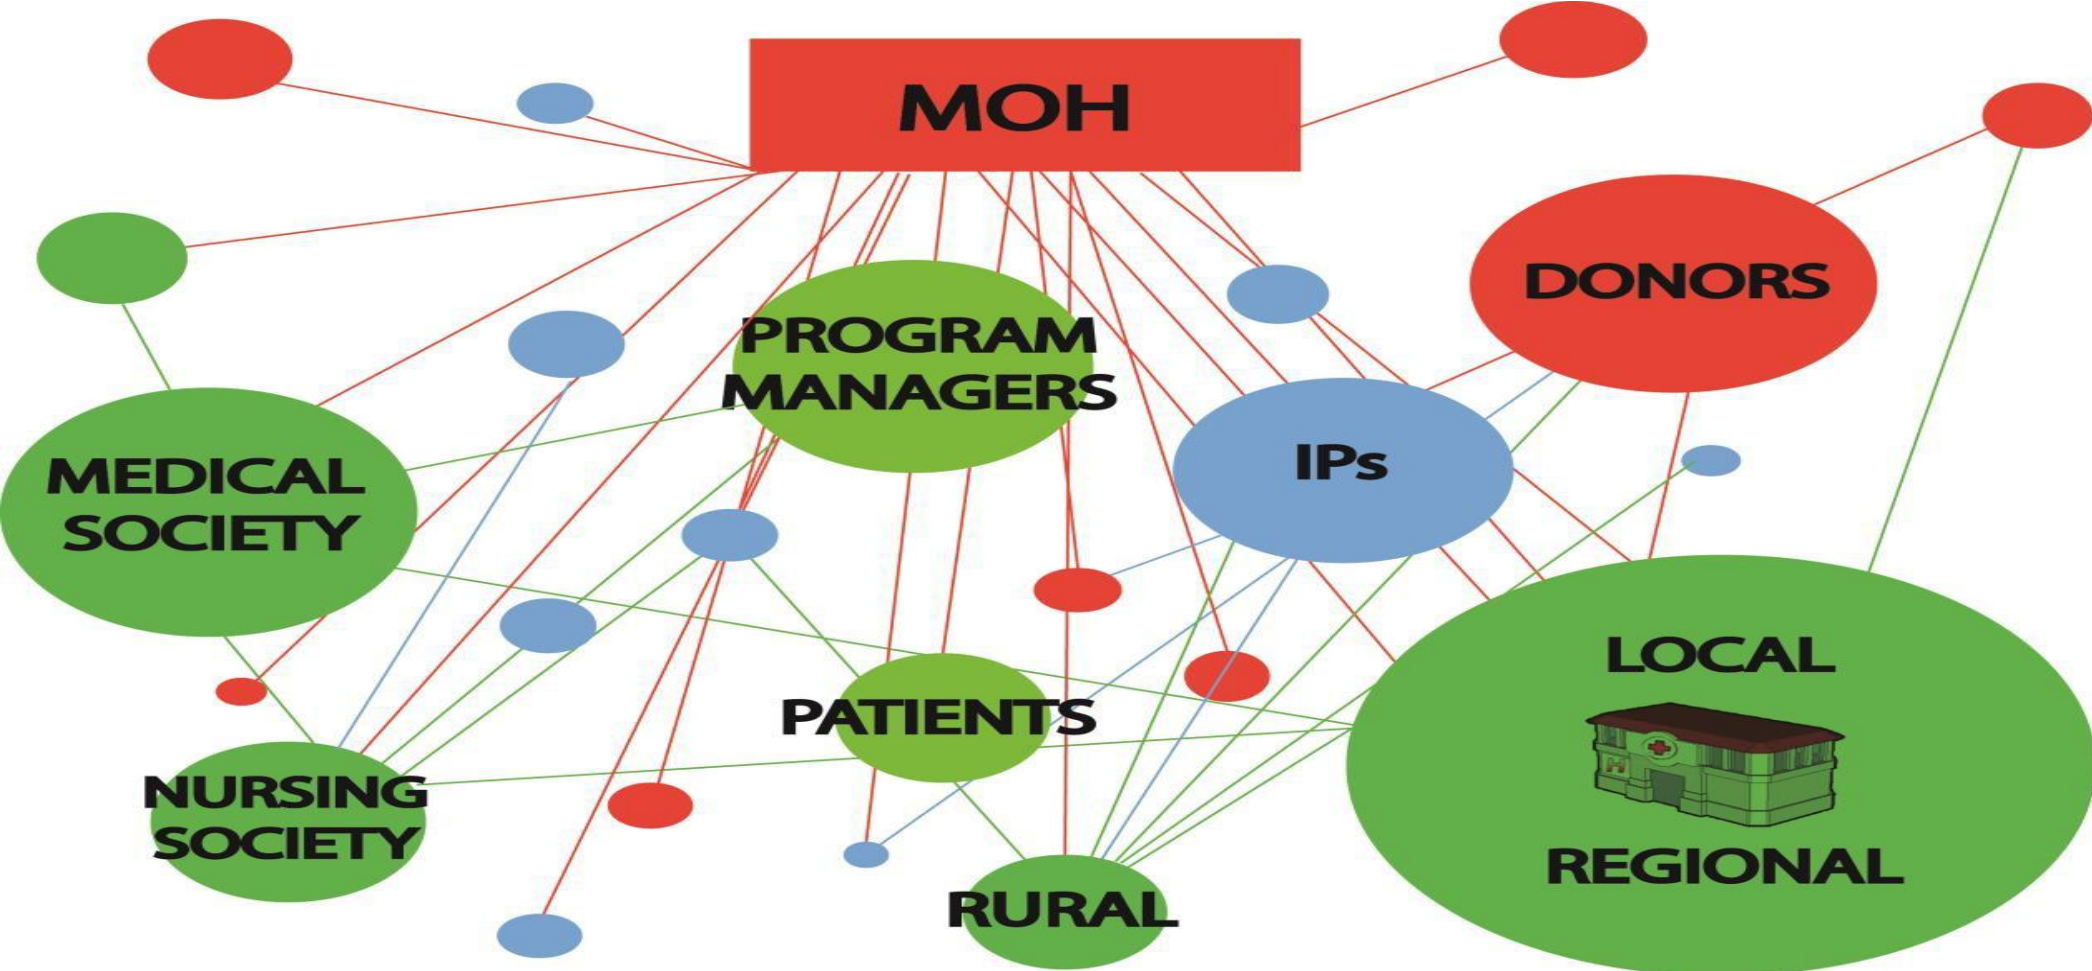 MOH
DONORS
PROGRAM
MANAGERS
IPs
MEDICAL
SOCIETY
LOCAL
H
REGIONAL
PATIENTS
NURSING
SOCIETY
RURAL